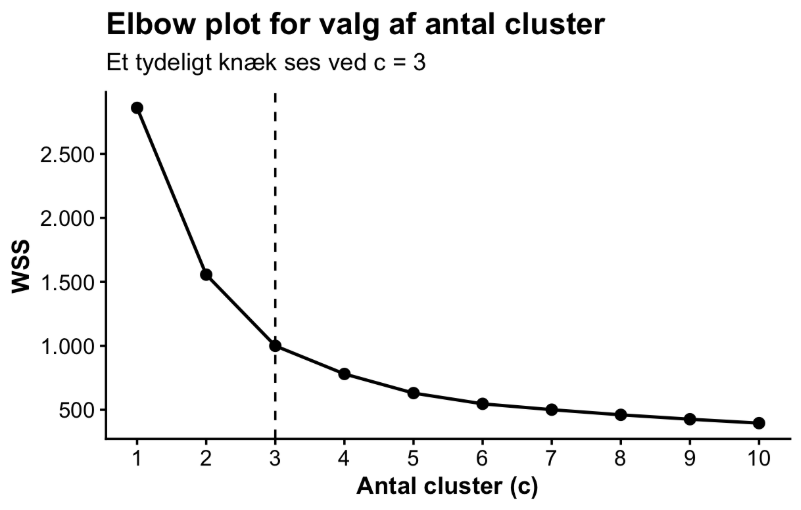 Elbow plot for valg af antal cluster
Et tydeligt knæk ses ved c = 3
2.500
2.000
1.500
1.000
500
WSS
1 2 3 4 5 6 7 8 9 10
Antal cluster (c)